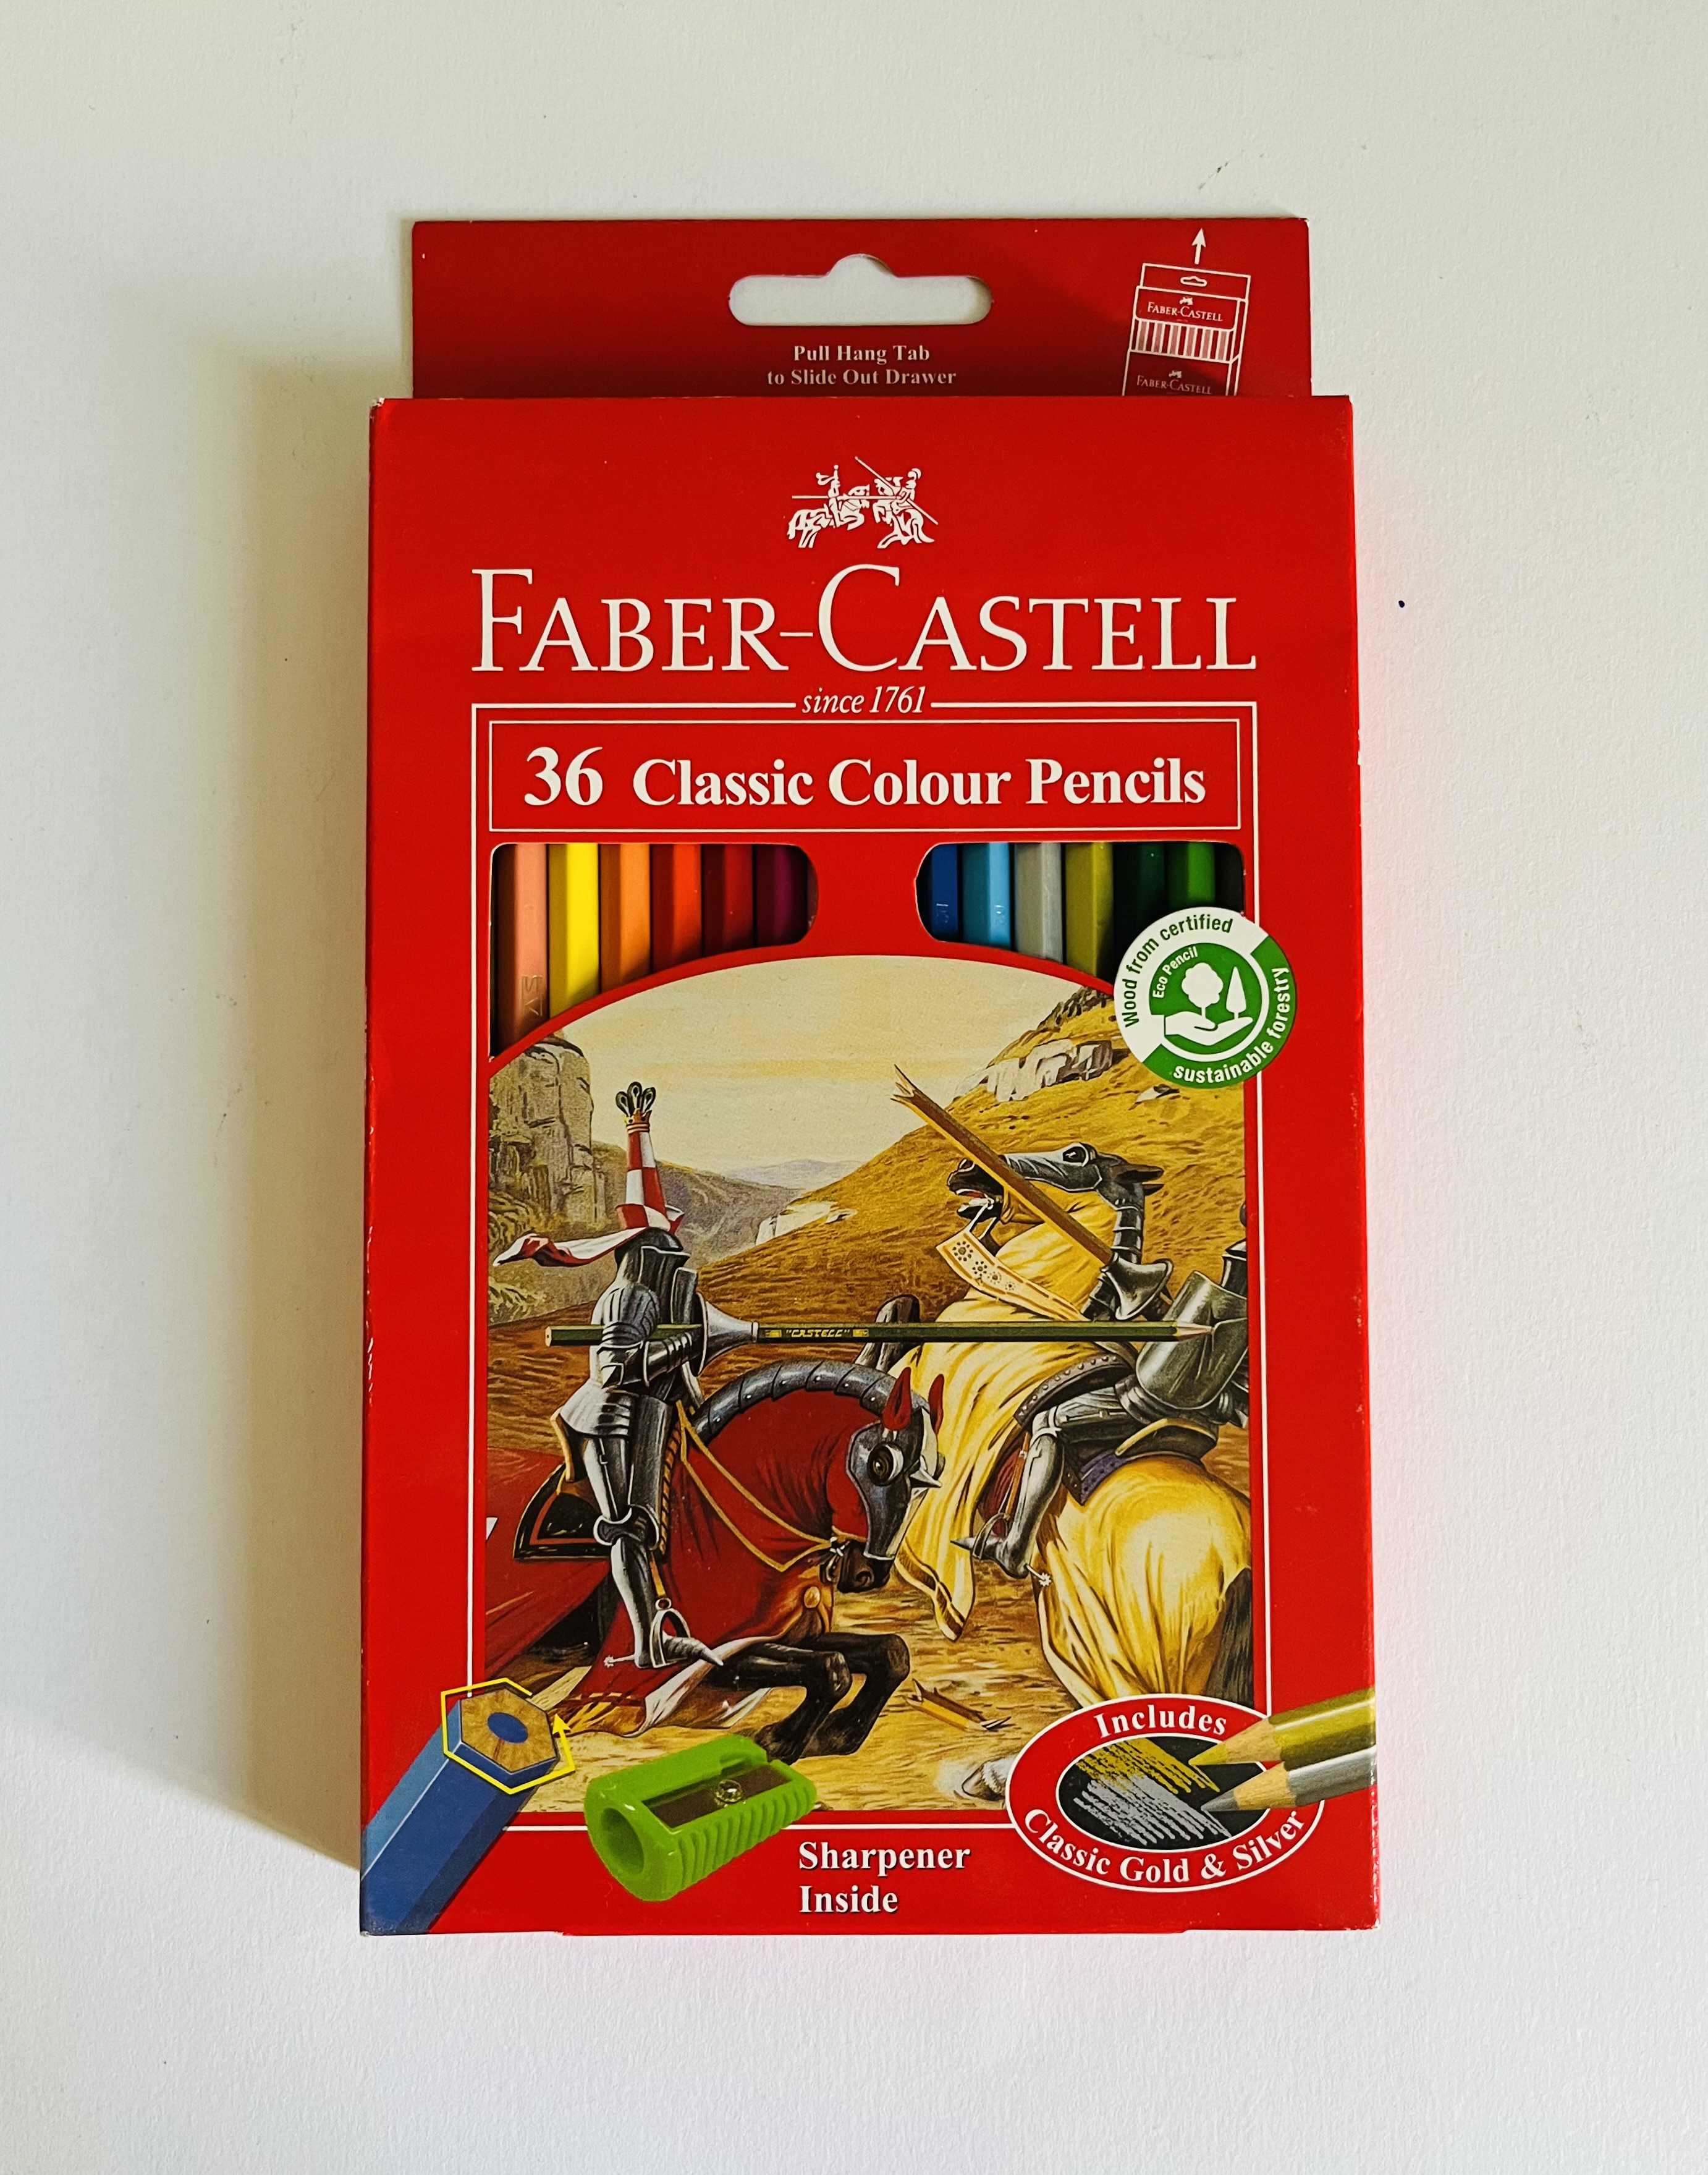 Pull Hang Tab
to Slide Out Drawer
FABER-CASTELL
FABER-CASTELL
FABER-CASTELL
since 1761
36 Classic Colour Pencils
Wood from certified
Eco Pencil
sustainable forestry
"CASTELL"
Includes
Classic Gold & Silver
Sharpener
Inside